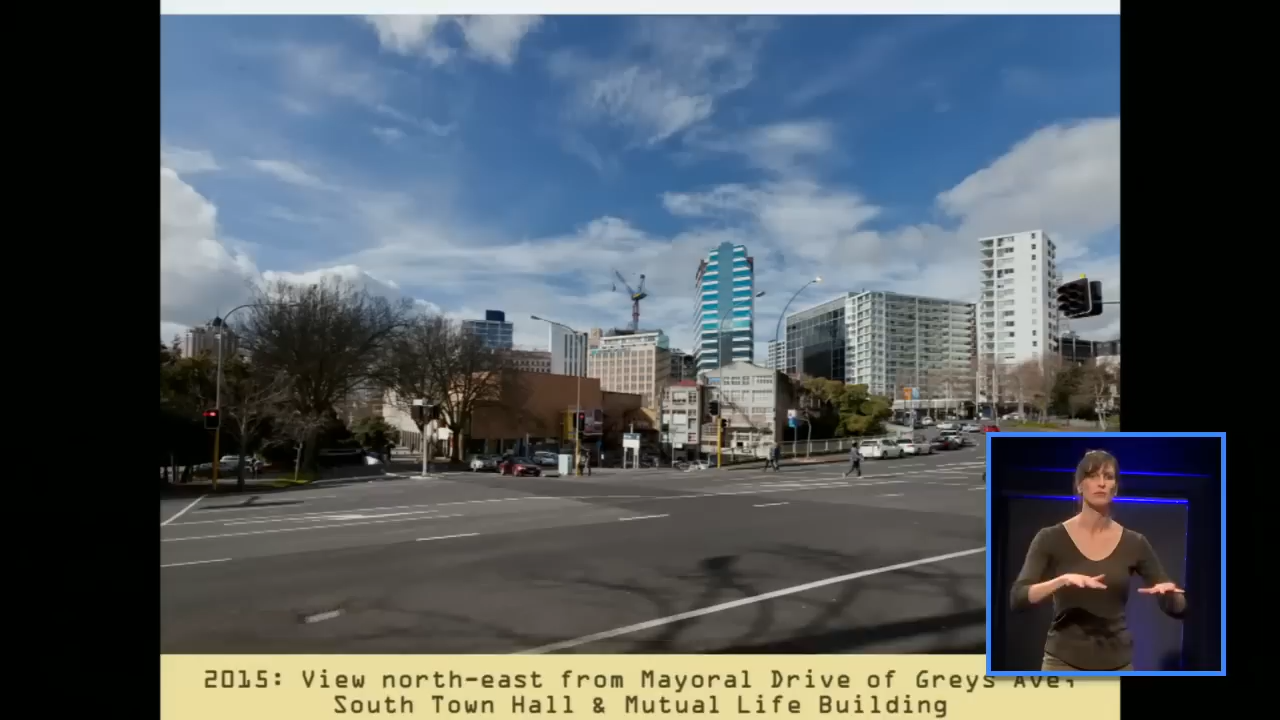 2015: View north-east from Mayoral Drive of Greys Ave,
South Town Hall & Mutual Life Building